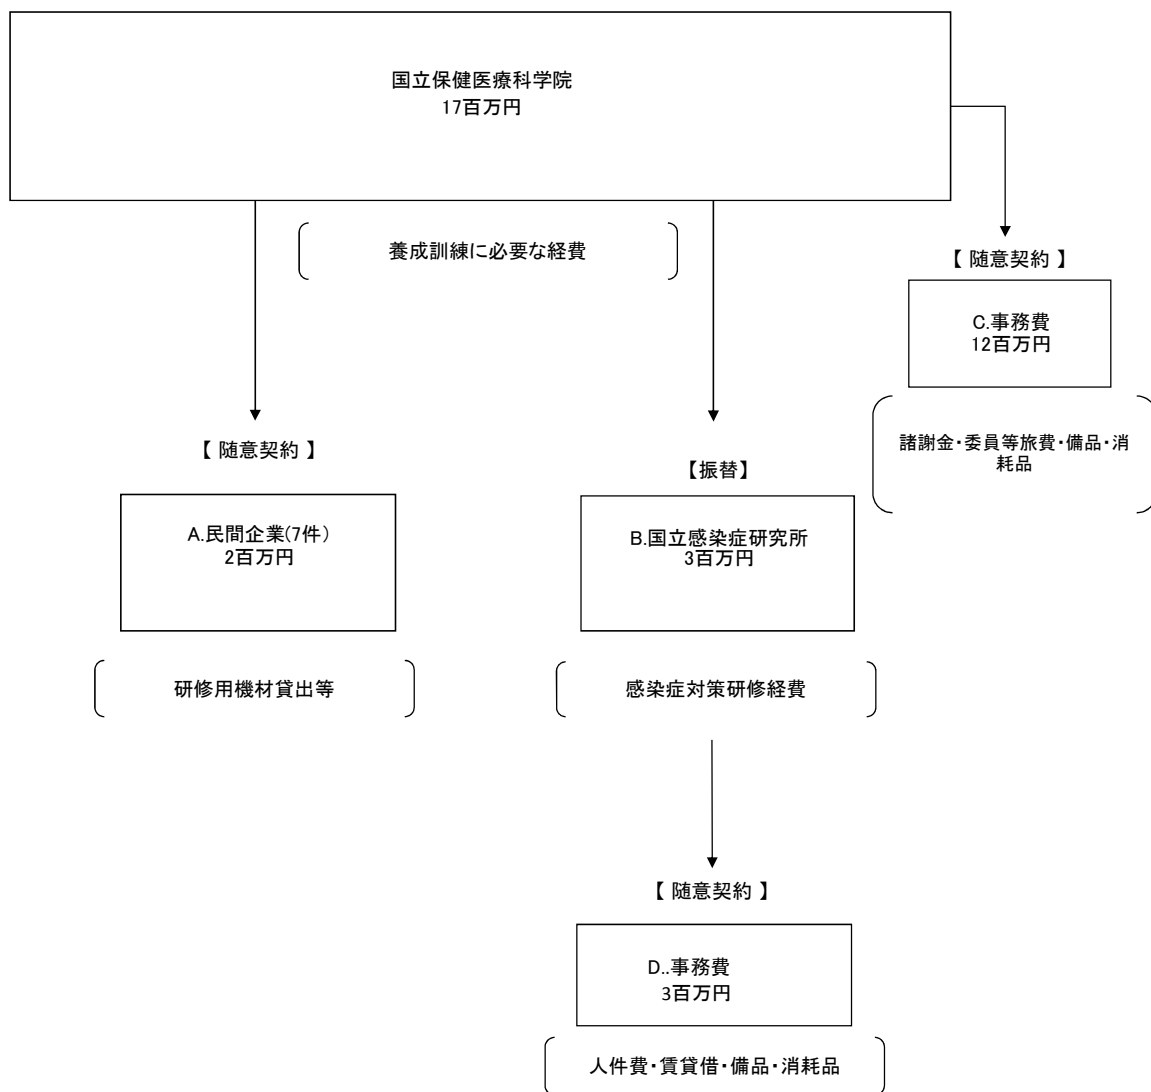 国立保健医療科学院
17百万円
養成訓練に必要な経費
【 随意契約 】
C.事務費
12百万円
諸謝金・委員等旅費・備品・消
耗品
【 随意契約 】
A.民間企業(7件)
2百万円
研修用機材貸出等
【振替】
B.国立感染症研究所
3百万円
感染症対策研修経費
【 随意契約 】
D..事務費
3百万円
人件費・賃貸借・備品・消耗品